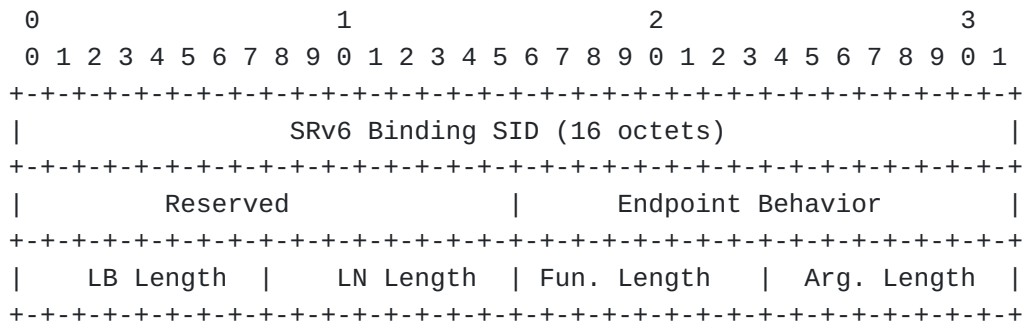 0                   1                   2                   3
 0 1 2 3 4 5 6 7 8 9 0 1 2 3 4 5 6 7 8 9 0 1 2 3 4 5 6 7 8 9 0 1
+-+-+-+-+-+-+-+-+-+-+-+-+-+-+-+-+-+-+-+-+-+-+-+-+-+-+-+-+-+-+-+-+
|                 SRv6 Binding SID (16 octets)                  |
+-+-+-+-+-+-+-+-+-+-+-+-+-+-+-+-+-+-+-+-+-+-+-+-+-+-+-+-+-+-+-+-+
|         Reserved              |      Endpoint Behavior        |
+-+-+-+-+-+-+-+-+-+-+-+-+-+-+-+-+-+-+-+-+-+-+-+-+-+-+-+-+-+-+-+-+
|    LB Length  |    LN Length  | Fun. Length   |  Arg. Length  |
+-+-+-+-+-+-+-+-+-+-+-+-+-+-+-+-+-+-+-+-+-+-+-+-+-+-+-+-+-+-+-+-+